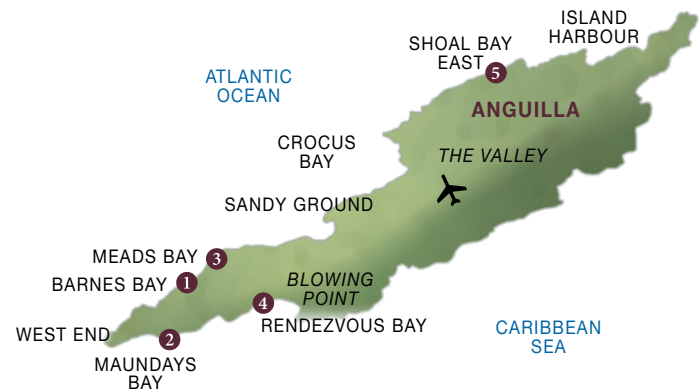 ISLAND
HARBOUR
SHOAL BAY
EAST
5
ATLANTIC
OCEAN
ANGUILLA
CROCUS
BAY
THE VALLEY
SANDY GROUND
MEADS BAY
3
BARNES BAY
1
BLOWING
POINT
4
RENDEZVOUS BAY
WEST END
2
MAUNDAYS
BAY
CARIBBEAN
SEA